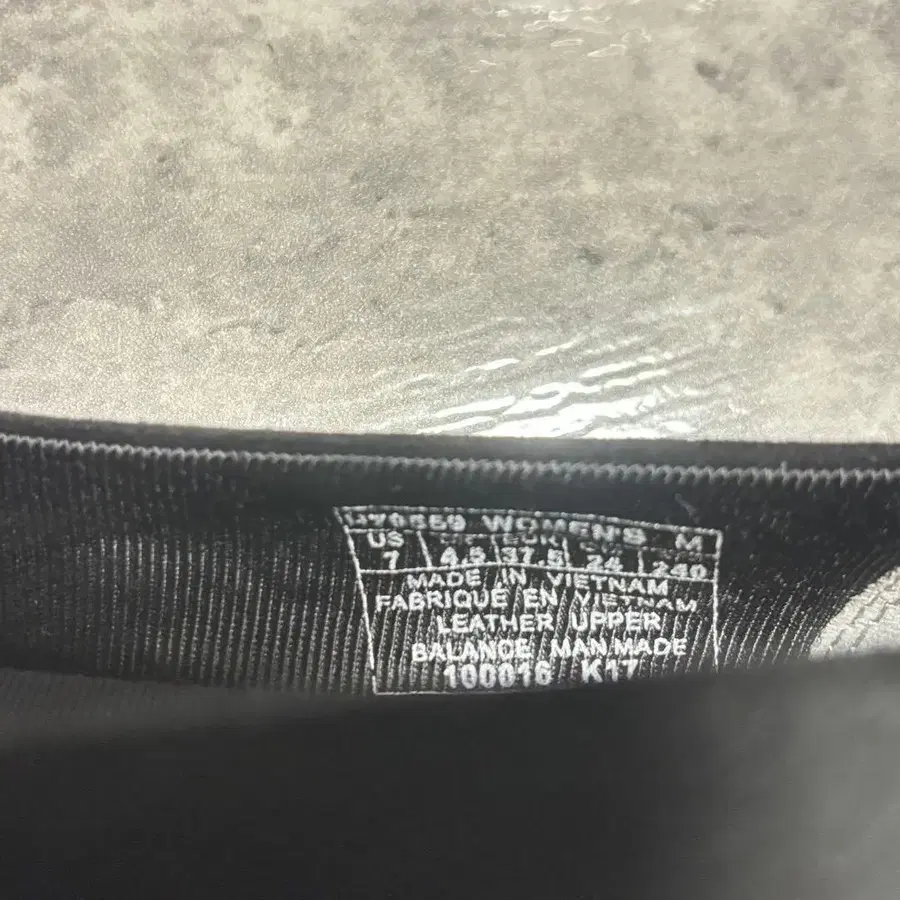 WOMEN'S M
US
7 4.5 37.5 24 240
MADE IN VIETNAM
FABRIQUE EN VIETNAM
LEATHER UPPER
BALANCE MAN MADE
100016 K17